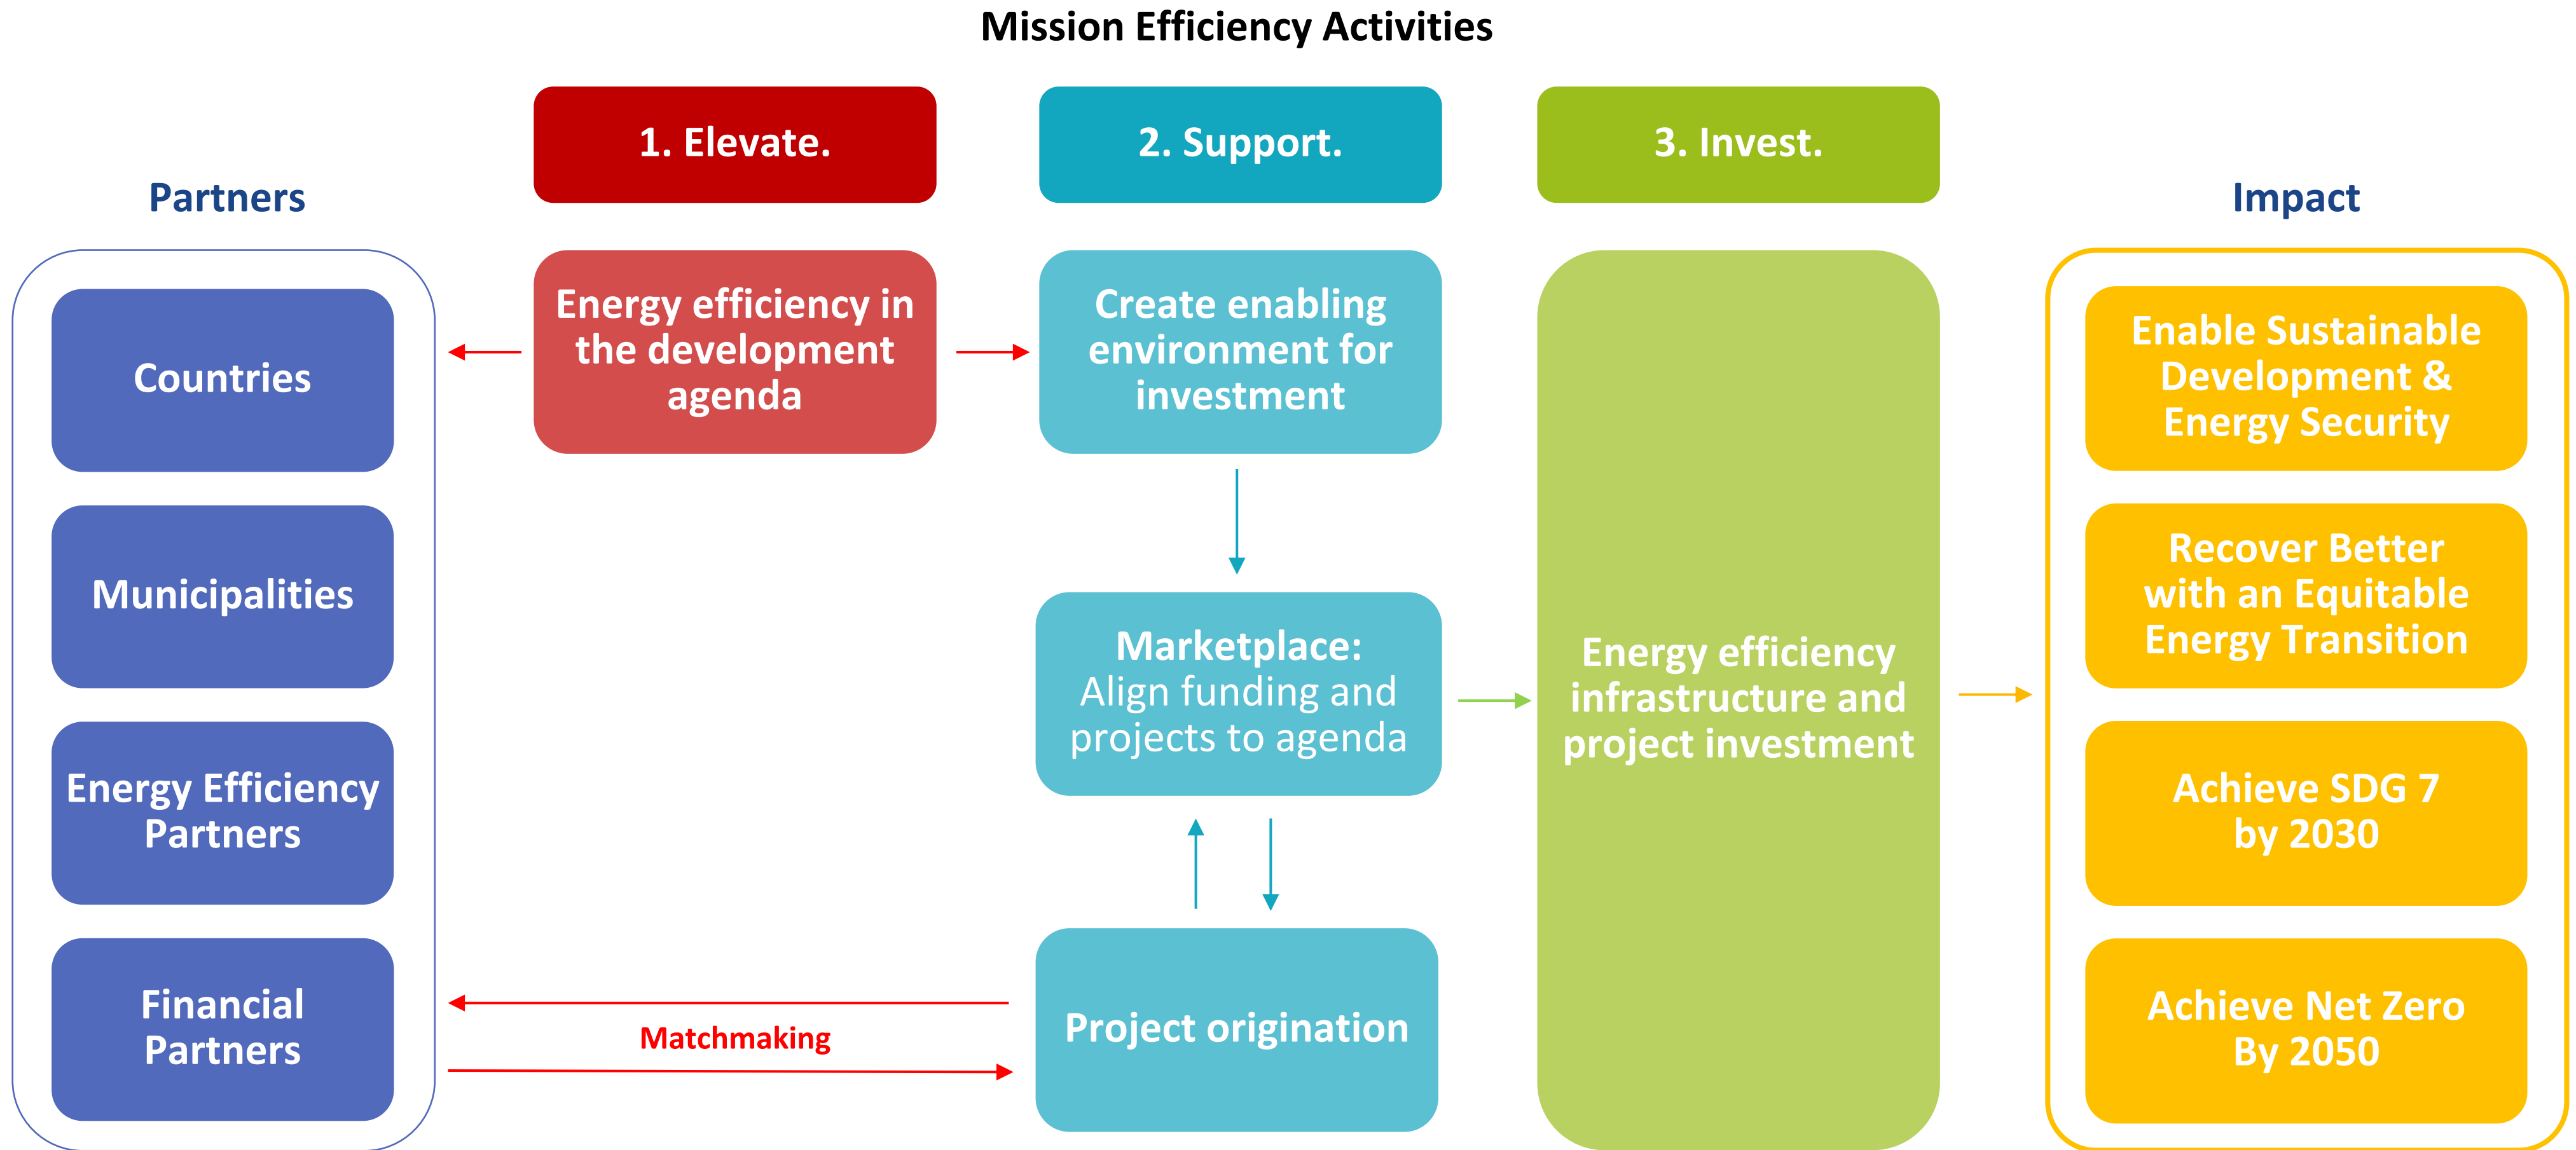 Mission Efficiency Activities
1. Elevate.
2. Support.
3. Invest.
Partners
Impact
Countries
Municipalities
Energy Efficiency
Partners
Financial
Partners
Energy efficiency in
the development
agenda
Create enabling
environment for
investment
Marketplace:
Align funding and
projects to agenda
Project origination
Matchmaking
Energy efficiency
infrastructure and
project investment
Enable Sustainable
Development &
Energy Security
Recover Better
with an Equitable
Energy Transition
Achieve SDG 7
by 2030
Achieve Net Zero
By 2050